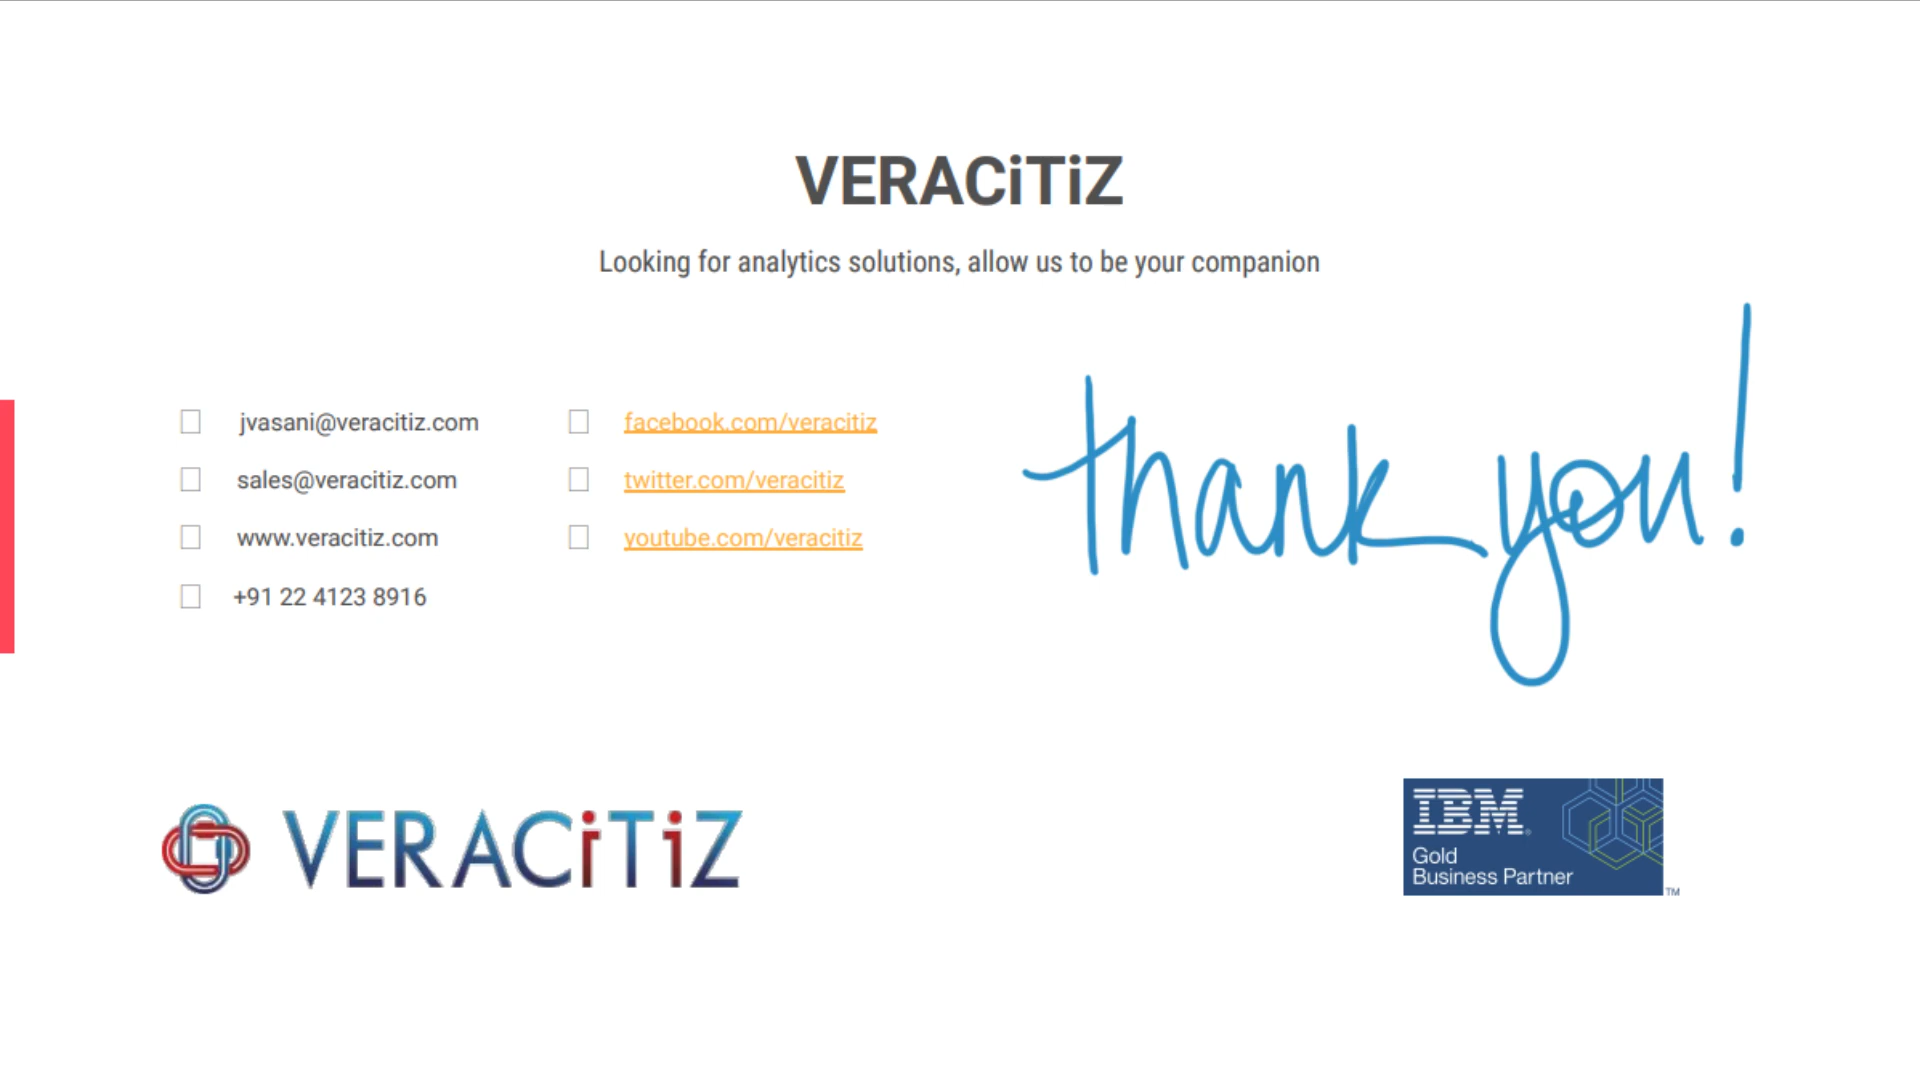 VERACiTiZ
Looking for analytics solutions, allow us to be your companion
jvasani@veracitiz.com
sales@veracitiz.com
www.veracitiz.com
+91 22 4123 8916
facebook.com/veracitiz
twitter.com/veracitiz
youtube.com/veracitiz
thank you!
VERACiTiZ
IBM®
Gold
Business Partner
TM